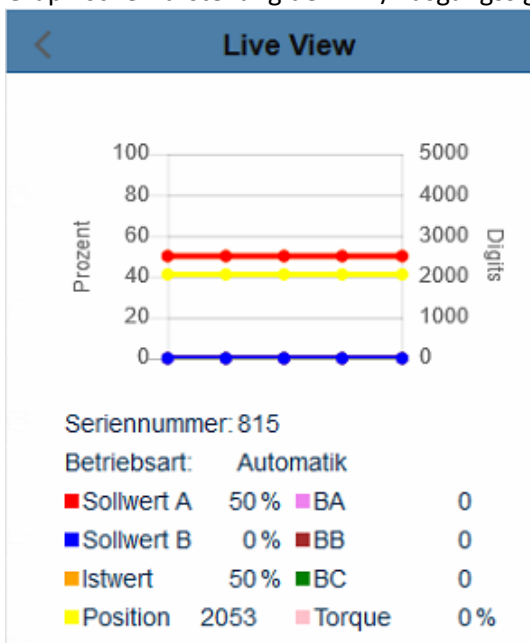 Live View
100
80
60
40
20
0
Prozent
5000
4000
3000
2000
1000
0
Digits
Seriennummer: 815
Betriebsart: Automatik
Sollwert A 50 % BA 0
Sollwert B 0 % BB 0
Istwert 50 % BC 0
Position 2053 Torque 0 %